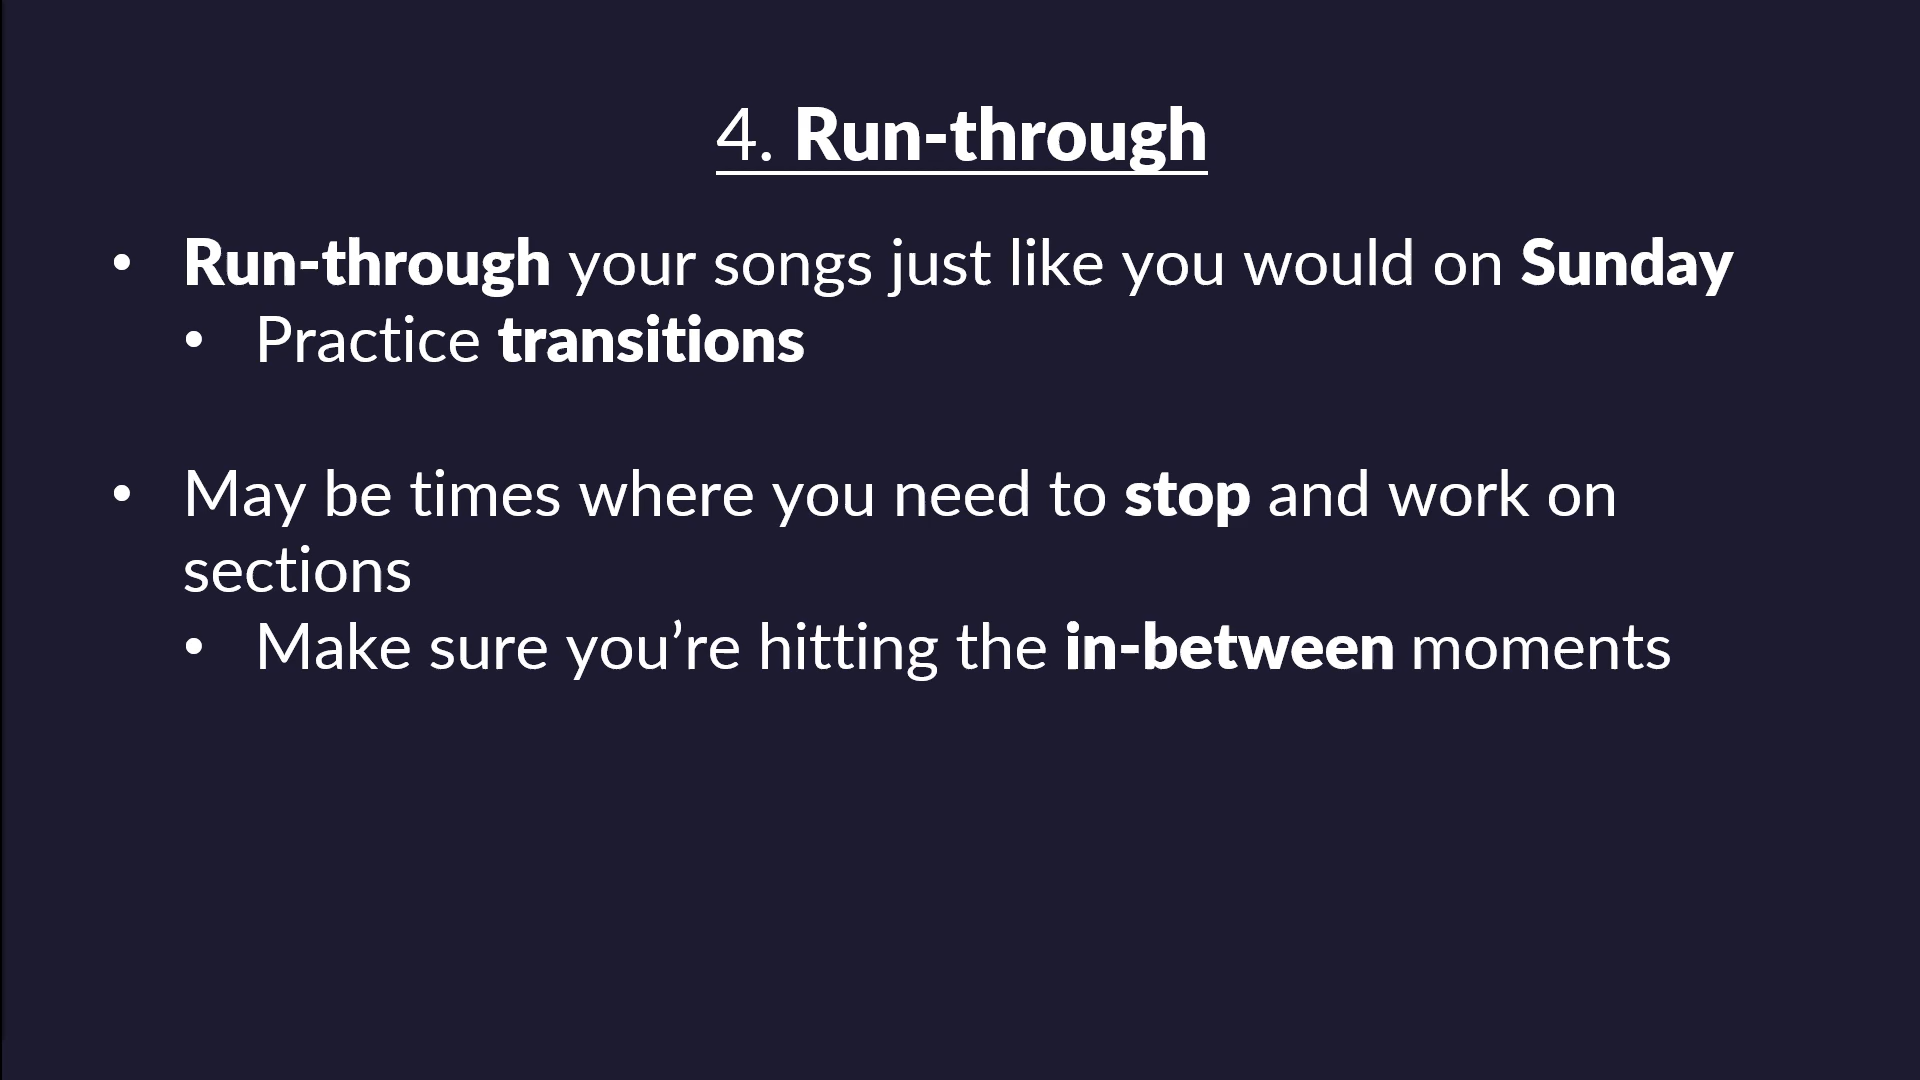 4. Run-through
• Run-through your songs just like you would on Sunday
• Practice transitions
• May be times where you need to stop and work on
sections
• Make sure you’re hitting the in-between moments